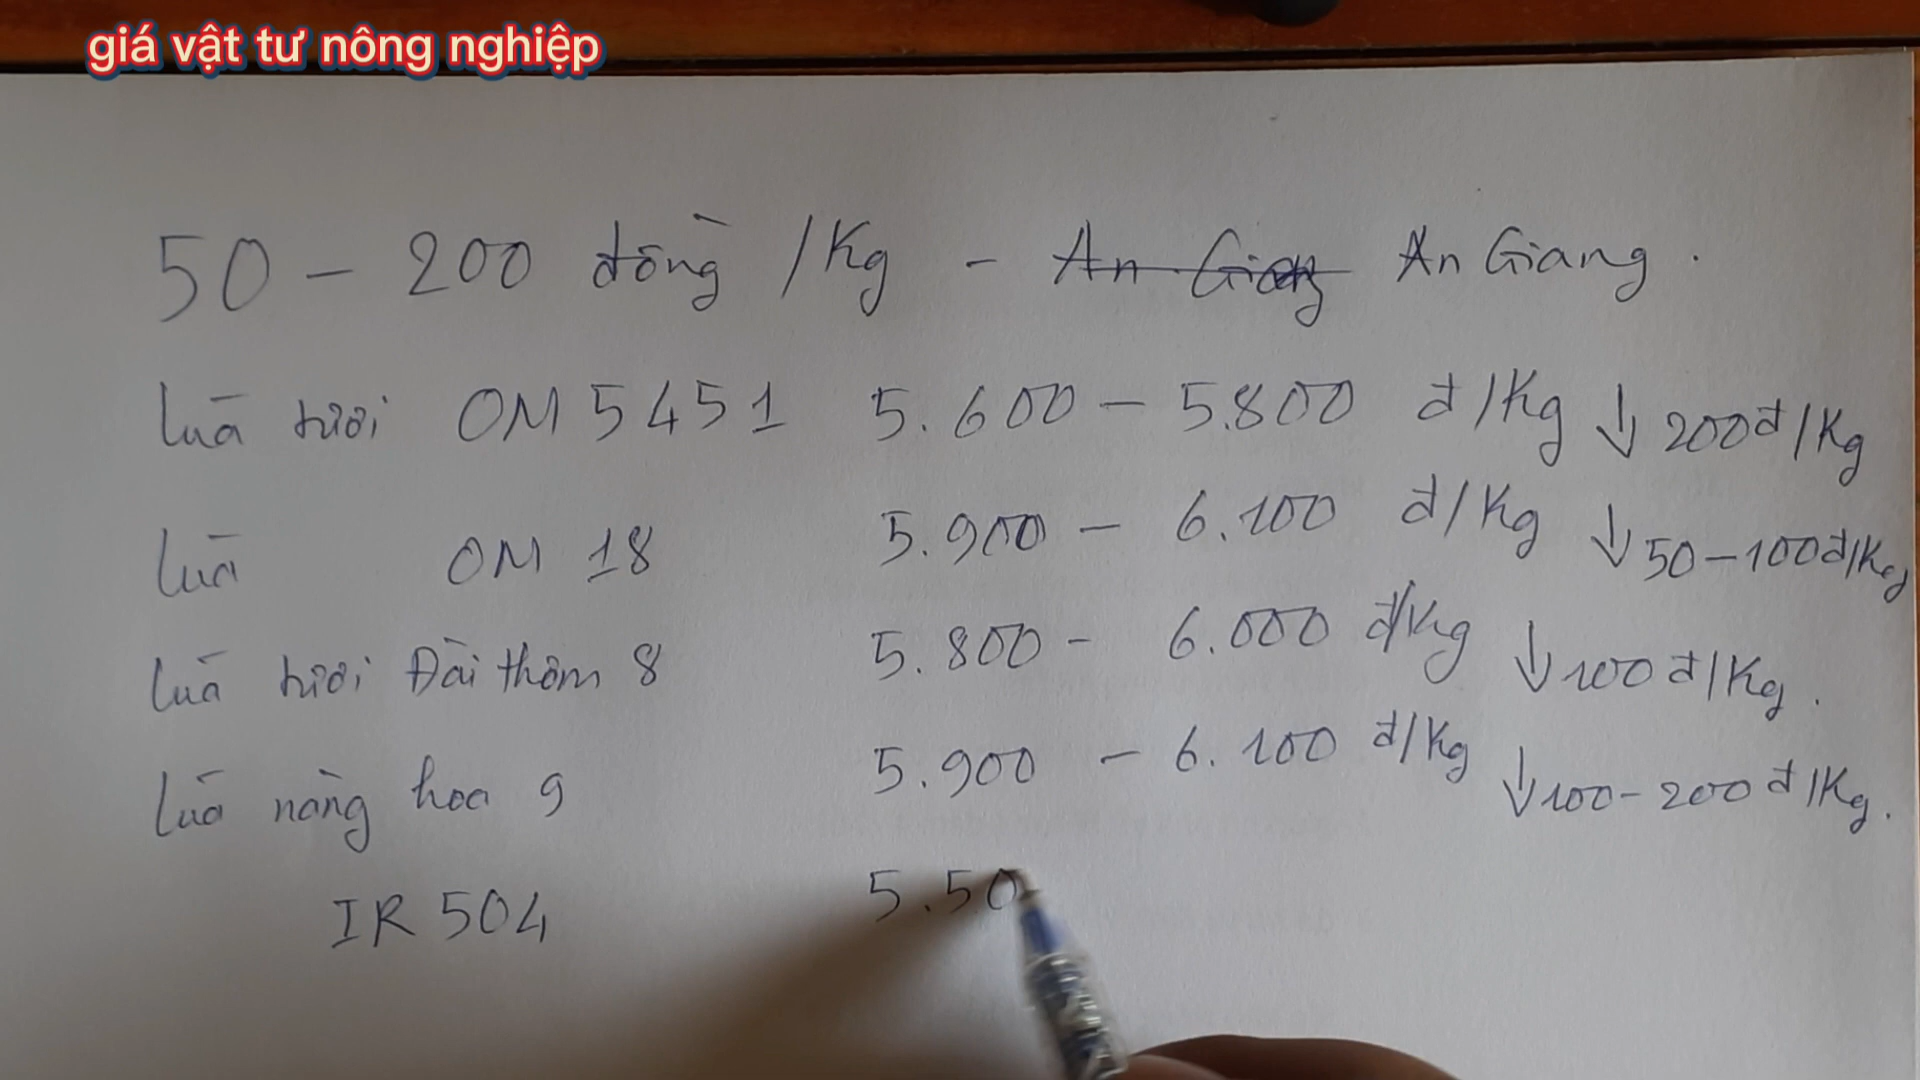 giá vật tư nông nghiệp
50 - 200 đồng /Kg - An Giang An Giang.
lúa tươi OM 5451 5.600 - 5.800 đ/Kg ↓ 200đ/Kg
lúa OM 18 5.900 - 6.100 đ/Kg ↓ 50-100đ/Kg
lúa tươi Đài thơm 8 5.800 - 6.000 đ/Kg ↓ 100 đ/Kg.
lúa nàng hoa 9 5.900 - 6.100 đ/Kg ↓ 100-200 đ/Kg.
IR 504 5.50